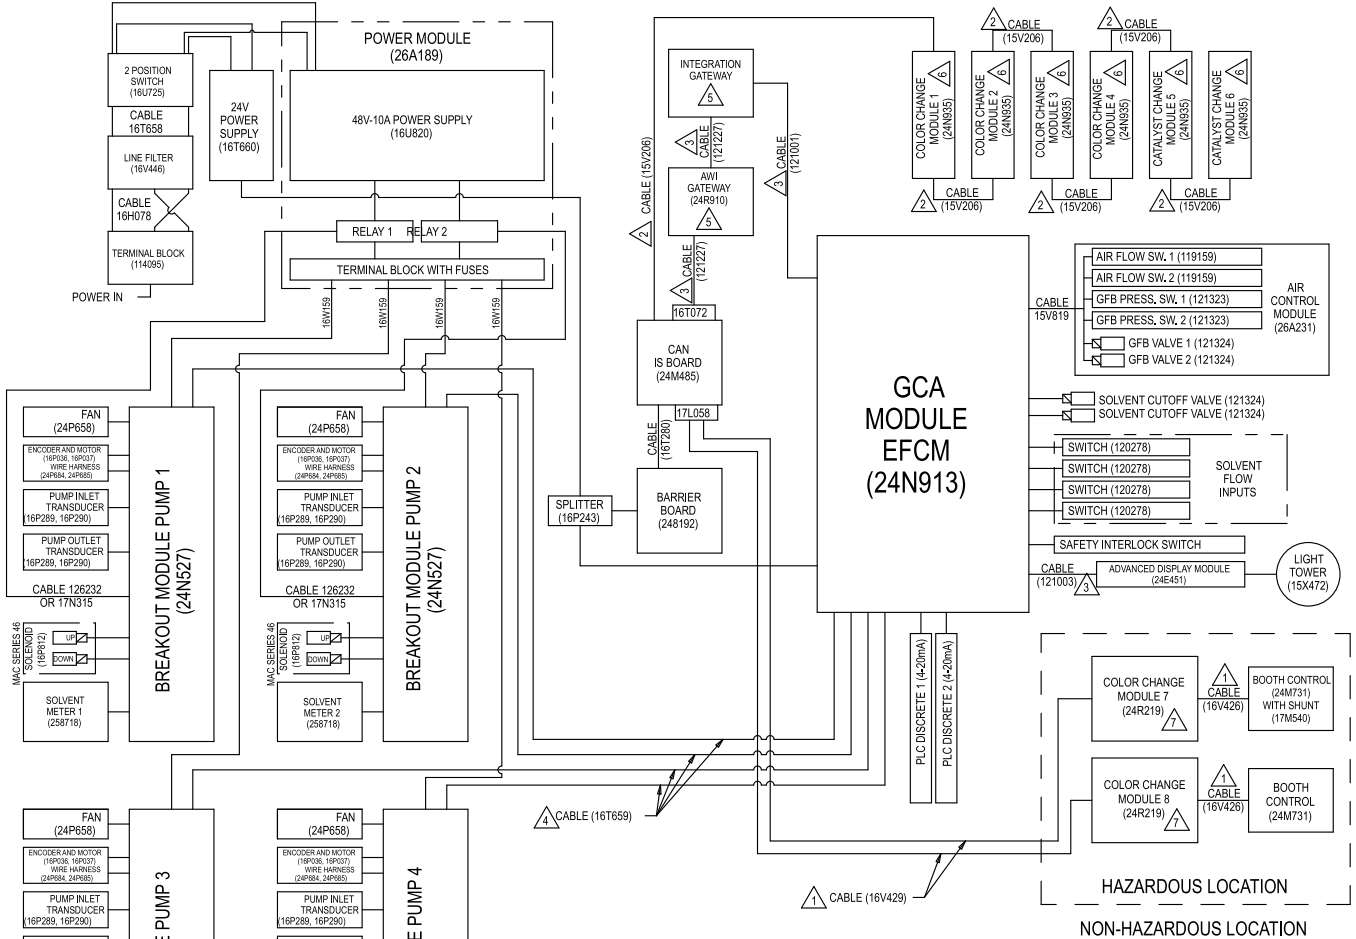 POWER MODULE
(26A189)
2 POSITION
SWITCH
(16U725)
CABLE
16T658
LINE FILTER
(16V446)
CABLE
16H078
TERMINAL BLOCK
(114095)
POWER IN
24V
POWER
SUPPLY
(16T660)
48V-10A POWER SUPPLY
(16U820)
RELAY 1
RELAY 2
TERMINAL BLOCK WITH FUSES
16W159
16W159
16W159
16W159
INTEGRATION
GATEWAY
5
3
CABLE
(121227)
3
CABLE
(121001)
AWI
GATEWAY
(24R910)
5
2
CABLE (15V206)
3
CABLE
(121227)
16T072
CAN
IS BOARD
(24M485)
17L058
CABLE
(16T280)
BARRIER
BOARD
(248192)
SPLITTER
(16P243)
2
CABLE
(15V206)
2
CABLE
(15V206)
COLOR CHANGE
MODULE 1
(24N935)
6
COLOR CHANGE
MODULE 2
(24N935)
6
COLOR CHANGE
MODULE 3
(24N935)
6
COLOR CHANGE
MODULE 4
(24N935)
6
CATALYST CHANGE
MODULE 5
(24N935)
6
CATALYST CHANGE
MODULE 6
(24N935)
6
2
CABLE
(15V206)
2
CABLE
(15V206)
2
CABLE
(15V206)
GCA
MODULE
EFCM
(24N913)
CABLE
15V819
AIR FLOW SW. 1 (119159)
AIR FLOW SW. 2 (119159)
GFB PRESS. SW. 1 (121323)
GFB PRESS. SW. 2 (121323)
GFB VALVE 1 (121324)
GFB VALVE 2 (121324)
AIR
CONTROL
MODULE
(26A231)
SOLVENT CUTOFF VALVE (121324)
SOLVENT CUTOFF VALVE (121324)
SWITCH (120278)
SWITCH (120278)
SWITCH (120278)
SWITCH (120278)
SOLVENT
FLOW
INPUTS
SAFETY INTERLOCK SWITCH
CABLE
(121003)
3
ADVANCED DISPLAY MODULE
(24E451)
LIGHT
TOWER
(15X472)
FAN
(24P658)
ENCODER AND MOTOR
(16P036, 16P037)
WIRE HARNESS
(24P684, 24P685)
PUMP INLET
TRANSDUCER
(16P289, 16P290)
PUMP OUTLET
TRANSDUCER
(16P289, 16P290)
CABLE 126232
OR 17N315
MAC SERIES 46
SOLENOID
(16P812)
UP
DOWN
SOLVENT
METER 1
(258718)
BREAKOUT MODULE PUMP 1
(24N527)
FAN
(24P658)
ENCODER AND MOTOR
(16P036, 16P037)
WIRE HARNESS
(24P684, 24P685)
PUMP INLET
TRANSDUCER
(16P289, 16P290)
PUMP OUTLET
TRANSDUCER
(16P289, 16P290)
CABLE 126232
OR 17N315
MAC SERIES 46
SOLENOID
(16P812)
UP
DOWN
SOLVENT
METER 2
(258718)
BREAKOUT MODULE PUMP 2
(24N527)
PLC DISCRETE 1 (4-20mA)
PLC DISCRETE 2 (4-20mA)
COLOR CHANGE
MODULE 7
(24R219)
7
1
CABLE
(16V426)
BOOTH CONTROL
(24M731)
WITH SHUNT
(17M540)
COLOR CHANGE
MODULE 8
(24R219)
7
1
CABLE
(16V426)
BOOTH
CONTROL
(24M731)
HAZARDOUS LOCATION
NON-HAZARDOUS LOCATION
4
CABLE (16T659)
1
CABLE (16V429)
FAN
(24P658)
ENCODER AND MOTOR
(16P036, 16P037)
WIRE HARNESS
(24P684, 24P685)
PUMP INLET
TRANSDUCER
(16P289, 16P290)
E PUMP 3
FAN
(24P658)
ENCODER AND MOTOR
(16P036, 16P037)
WIRE HARNESS
(24P684, 24P685)
PUMP INLET
TRANSDUCER
(16P289, 16P290)
E PUMP 4